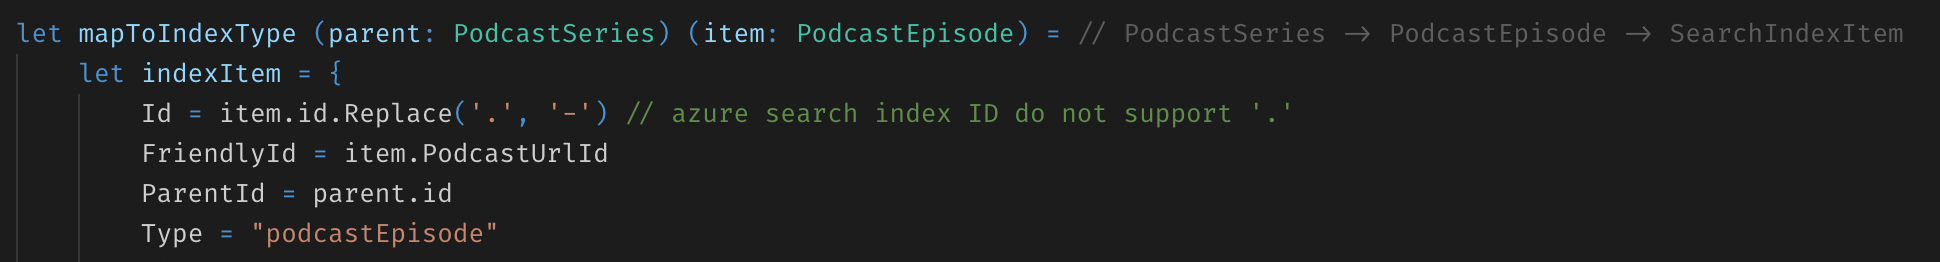 let mapToIndexType (parent: PodcastSeries) (item: PodcastEpisode) = // PodcastSeries -> PodcastEpisode -> SearchIndexItem
    let indexItem = {
        Id = item.id.Replace('.', '-') // azure search index ID do not support '.'
        FriendlyId = item.PodcastUrlId
        ParentId = parent.id
        Type = "podcastEpisode"